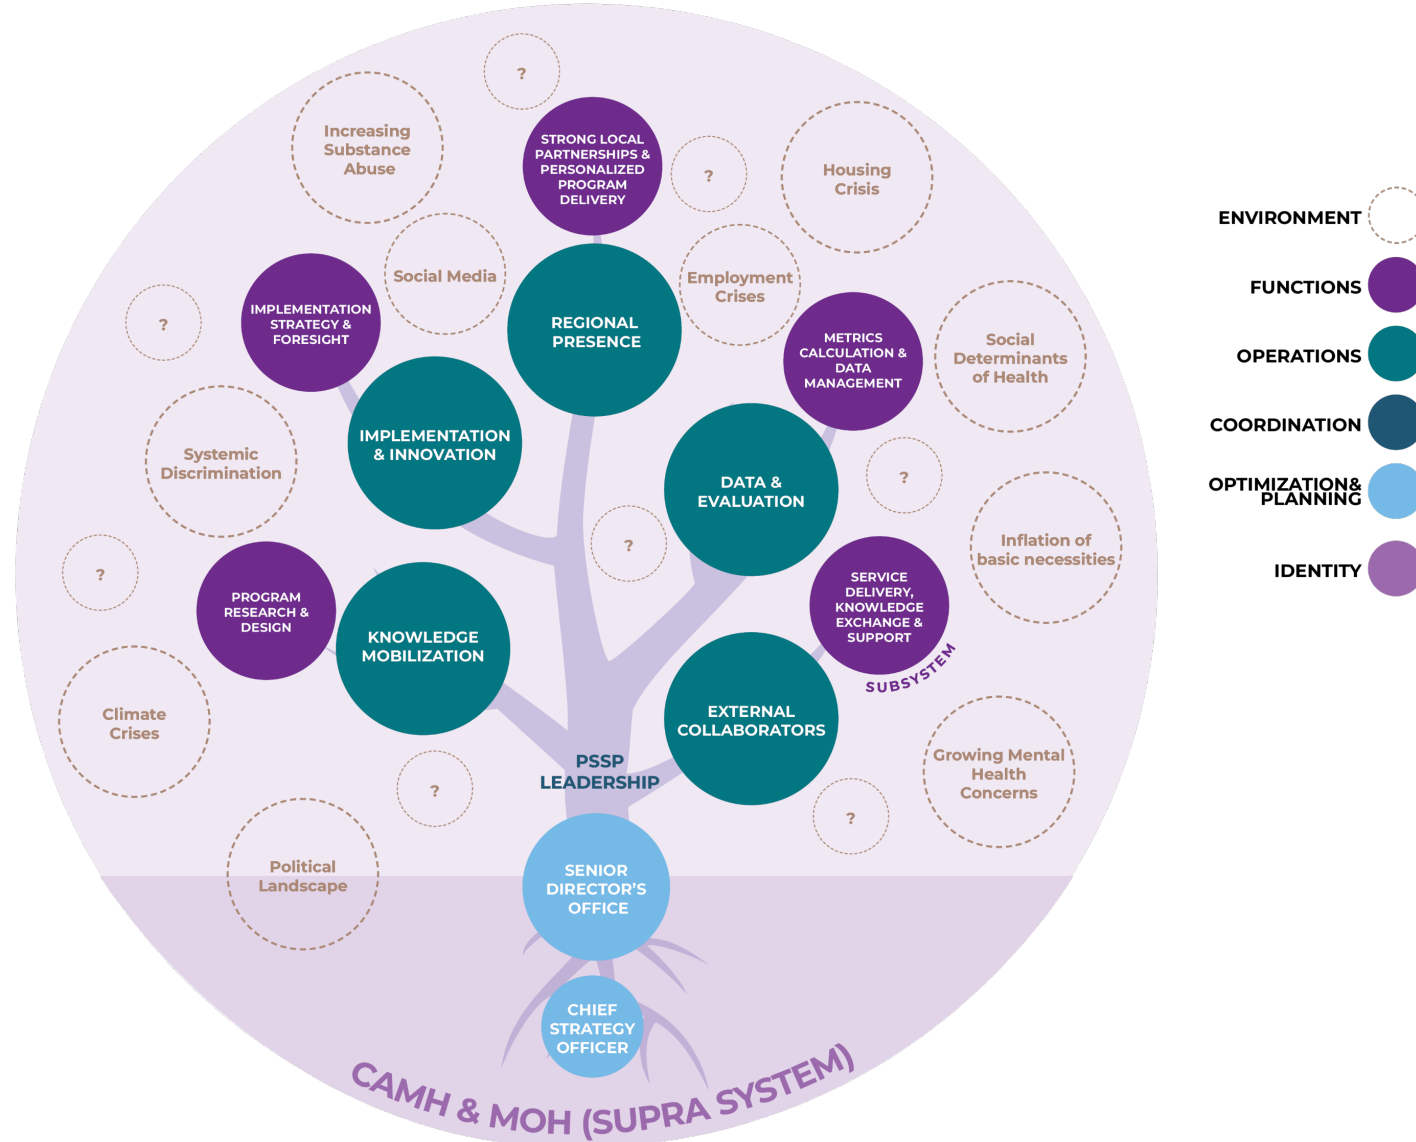 ?
Increasing
Substance
Abuse
STRONG LOCAL
PARTNERSHIPS &
PERSONALIZED
PROGRAM
DELIVERY
?
Housing
Crisis
Social Media
Employment
Crises
IMPLEMENTATION
STRATEGY &
FORESIGHT
?
REGIONAL
PRESENCE
METRICS
CALCULATION &
DATA
MANAGEMENT
Social
Determinants
of Health
IMPLEMENTATION
& INNOVATION
Systemic
Discrimination
DATA &
EVALUATION
?
?
?
Inflation of
basic necessities
PROGRAM
RESEARCH &
DESIGN
KNOWLEDGE
MOBILIZATION
SERVICE
DELIVERY,
KNOWLEDGE
EXCHANGE &
SUPPORT
SUBSYSTEM
EXTERNAL
COLLABORATORS
Climate
Crises
PSSP
LEADERSHIP
?
?
Growing Mental
Health
Concerns
Political
Landscape
SENIOR
DIRECTOR'S
OFFICE
CHIEF
STRATEGY
OFFICER
CAMH & MOH (SUPRA SYSTEM)
ENVIRONMENT
FUNCTIONS
OPERATIONS
COORDINATION
OPTIMIZATION&
PLANNING
IDENTITY